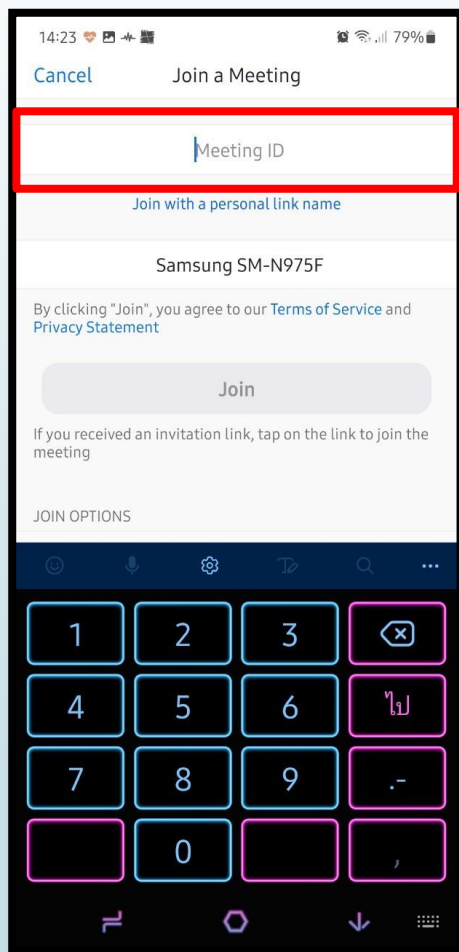 14:23 79%
Cancel Join a Meeting
Meeting ID
Join with a personal link name
Samsung SM-N975F
By clicking "Join", you agree to our Terms of Service and
Privacy Statement
Join
If you received an invitation link, tap on the link to join the
meeting
JOIN OPTIONS
1 2 3
4 5 6 ไป
7 8 9 .-
0 ,